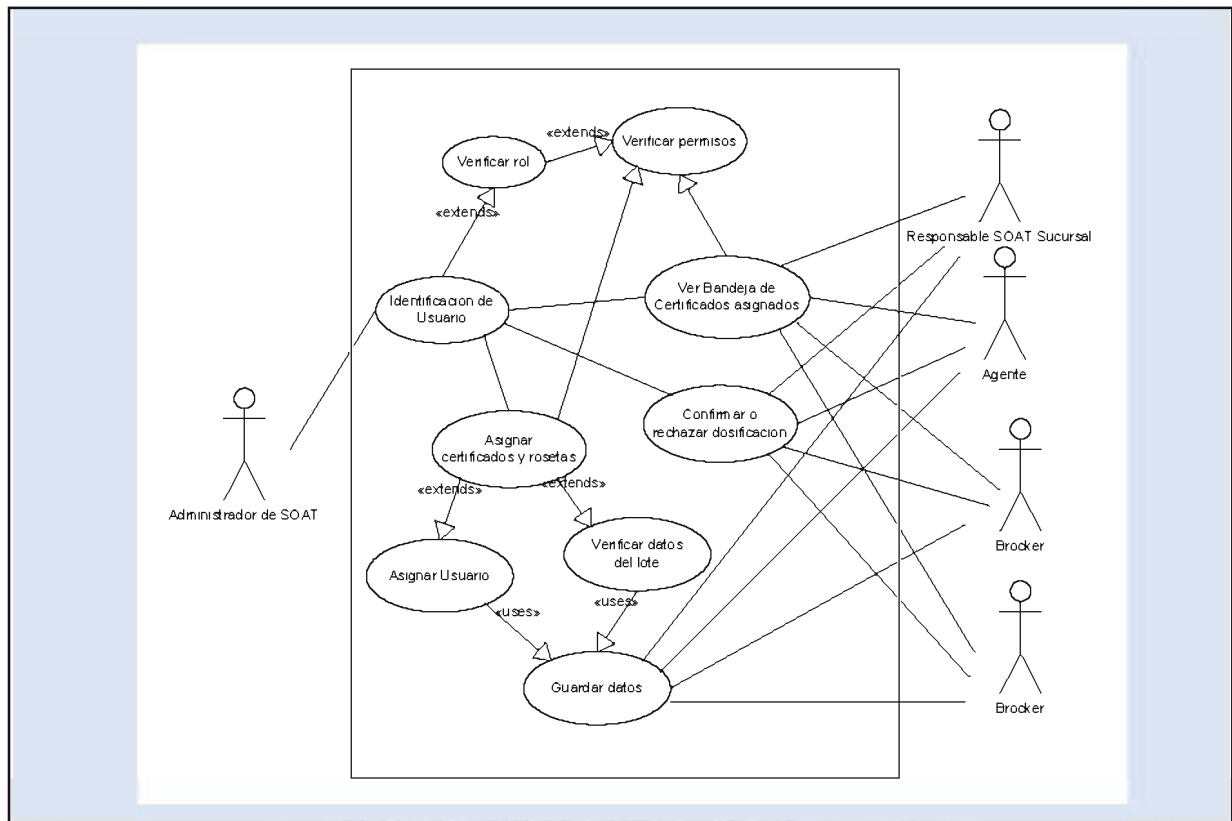 «extends»
Verificar permisos
Verificar rol
«extends»
Responsable SOAT Sucursal
Identificacion de
Usuario
Ver Bandeja de
Certificados asignados
Agente
Asignar
certificados y rosetas
Confirmar o
rechazar dosificacion
Administrador de SOAT
«extends»
«extends»
Verificar datos
del lote
Brocker
Asignar Usuario
«uses»
«uses»
Guardar datos
Brocker